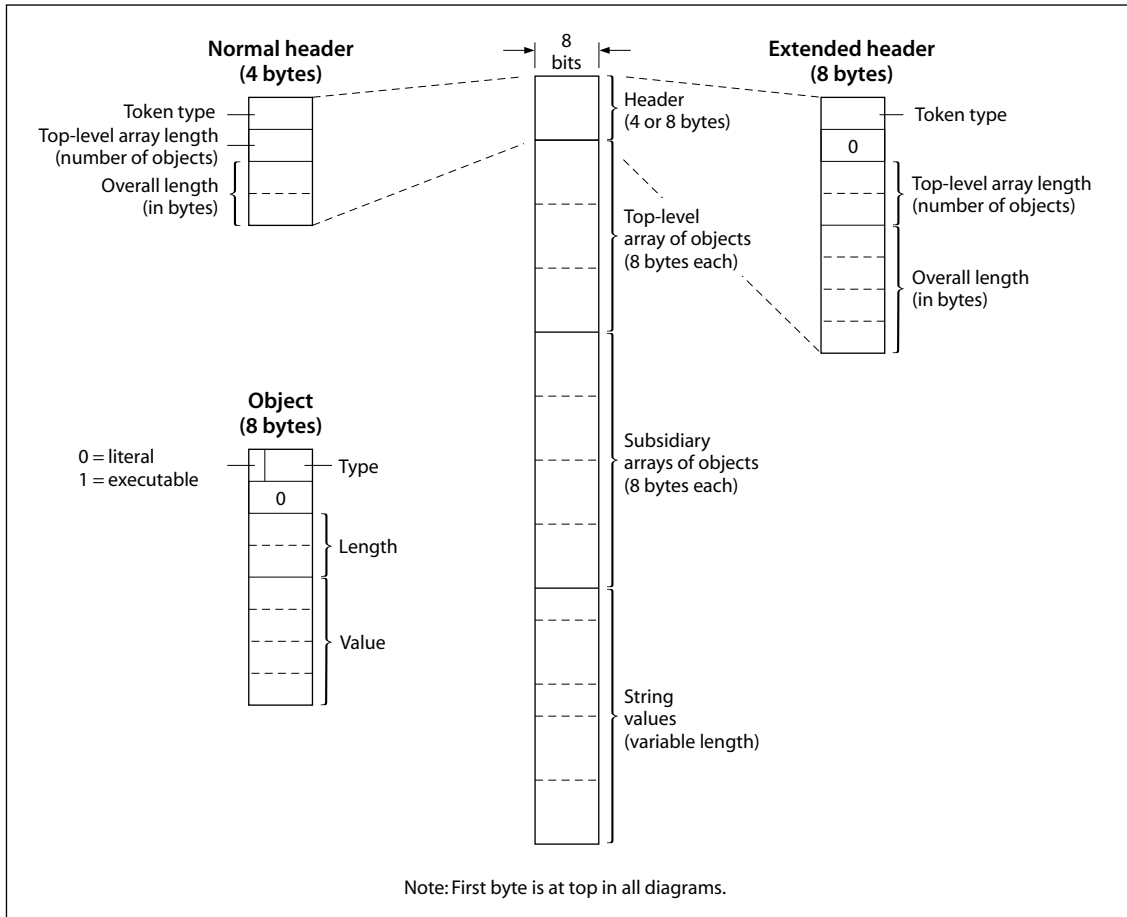 Normal header
(4 bytes)
Token type
Top-level array length
(number of objects)
Overall length
(in bytes)
8
bits
Header
(4 or 8 bytes)
Top-level
array of objects
(8 bytes each)
Subsidiary
arrays of objects
(8 bytes each)
String
values
(variable length)
Extended header
(8 bytes)
Token type
0
Top-level array length
(number of objects)
Overall length
(in bytes)
Object
(8 bytes)
0 = literal
1 = executable
Type
0
Length
Value
Note: First byte is at top in all diagrams.